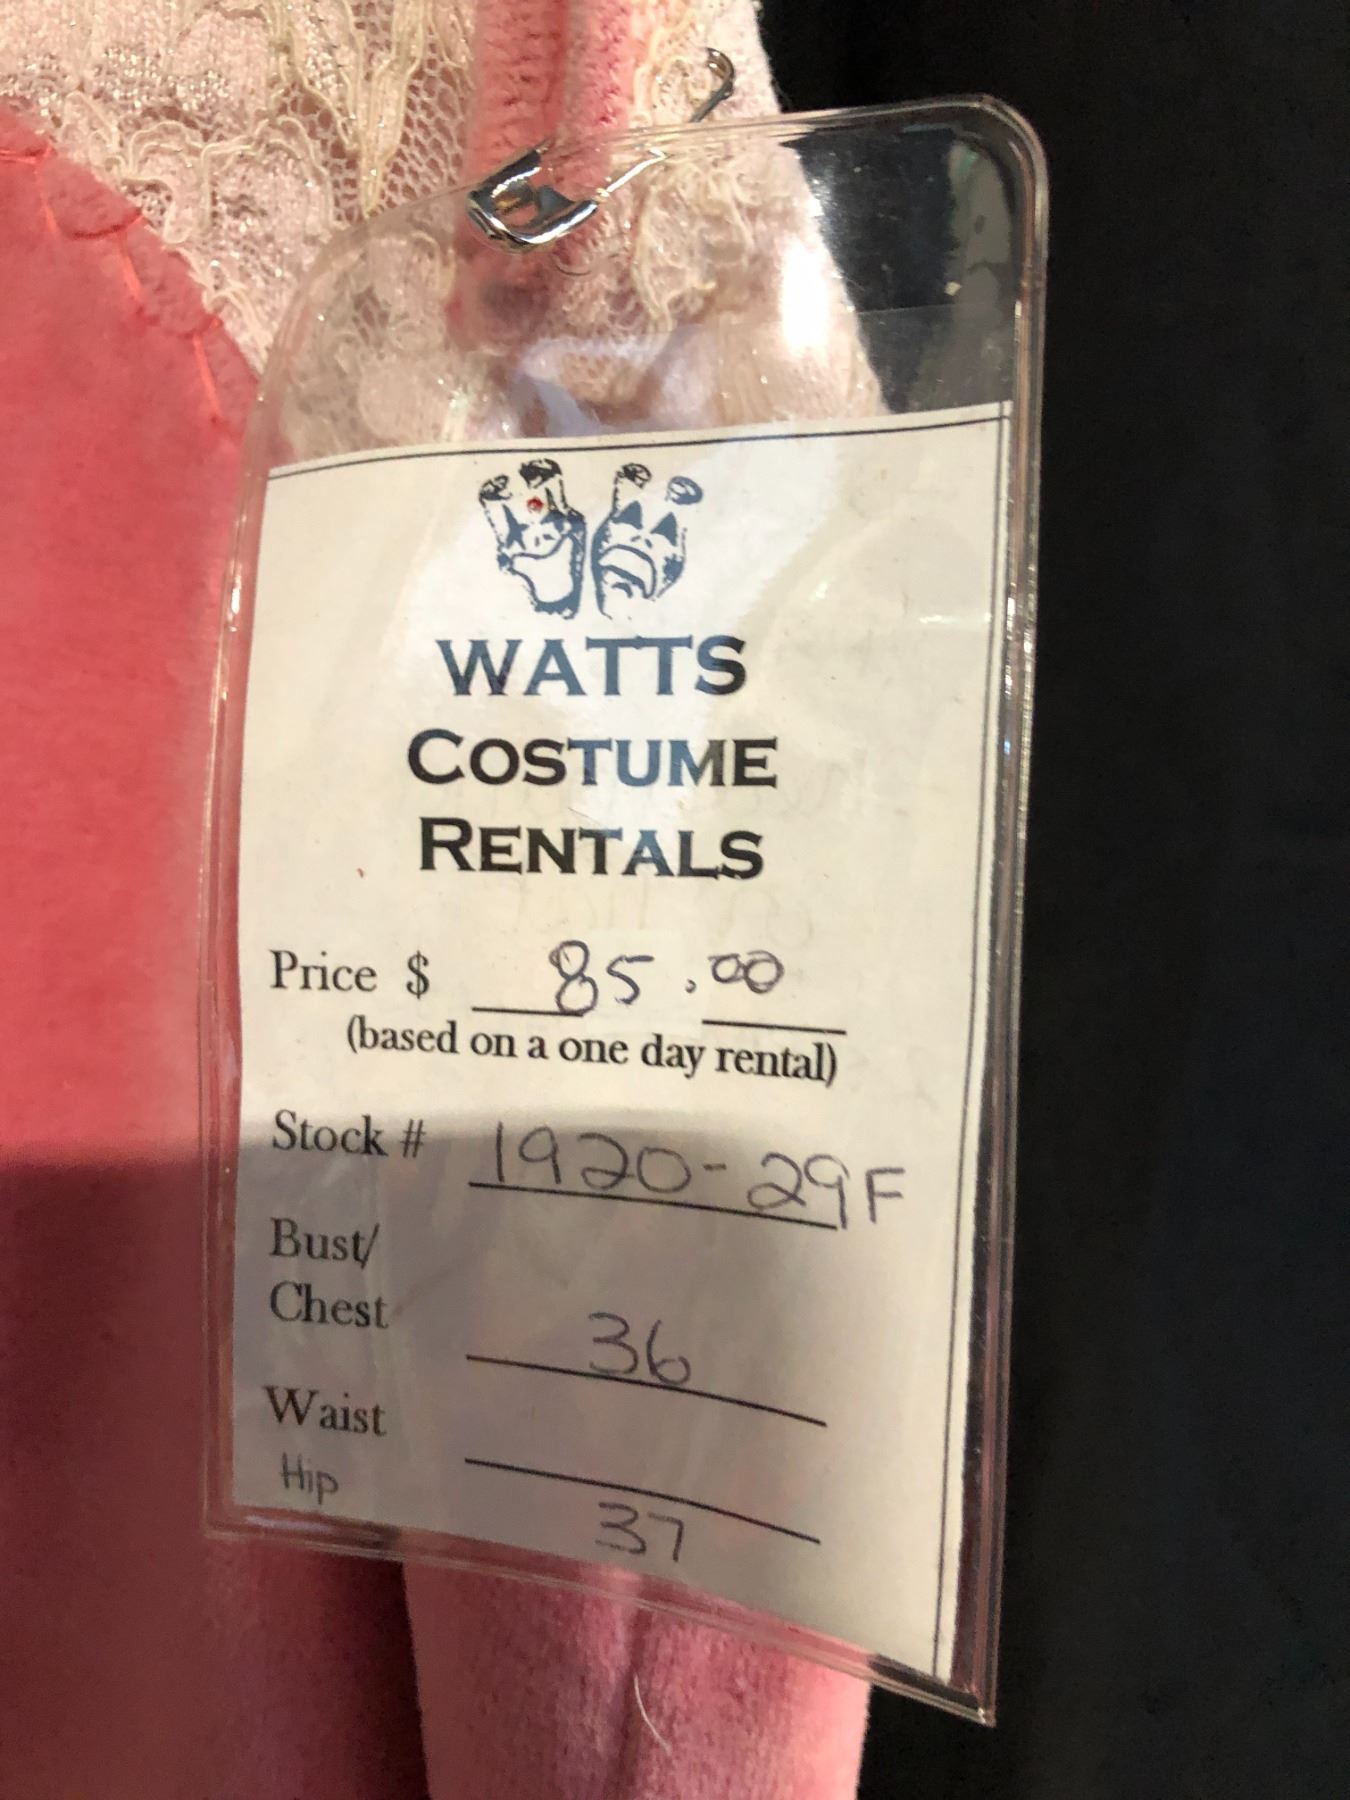 WATTS
COSTUME
RENTALS
Price $ 85.00
(based on a one day rental)
Stock # 1920-29F
Bust/
Chest 36
Waist
Hip 37